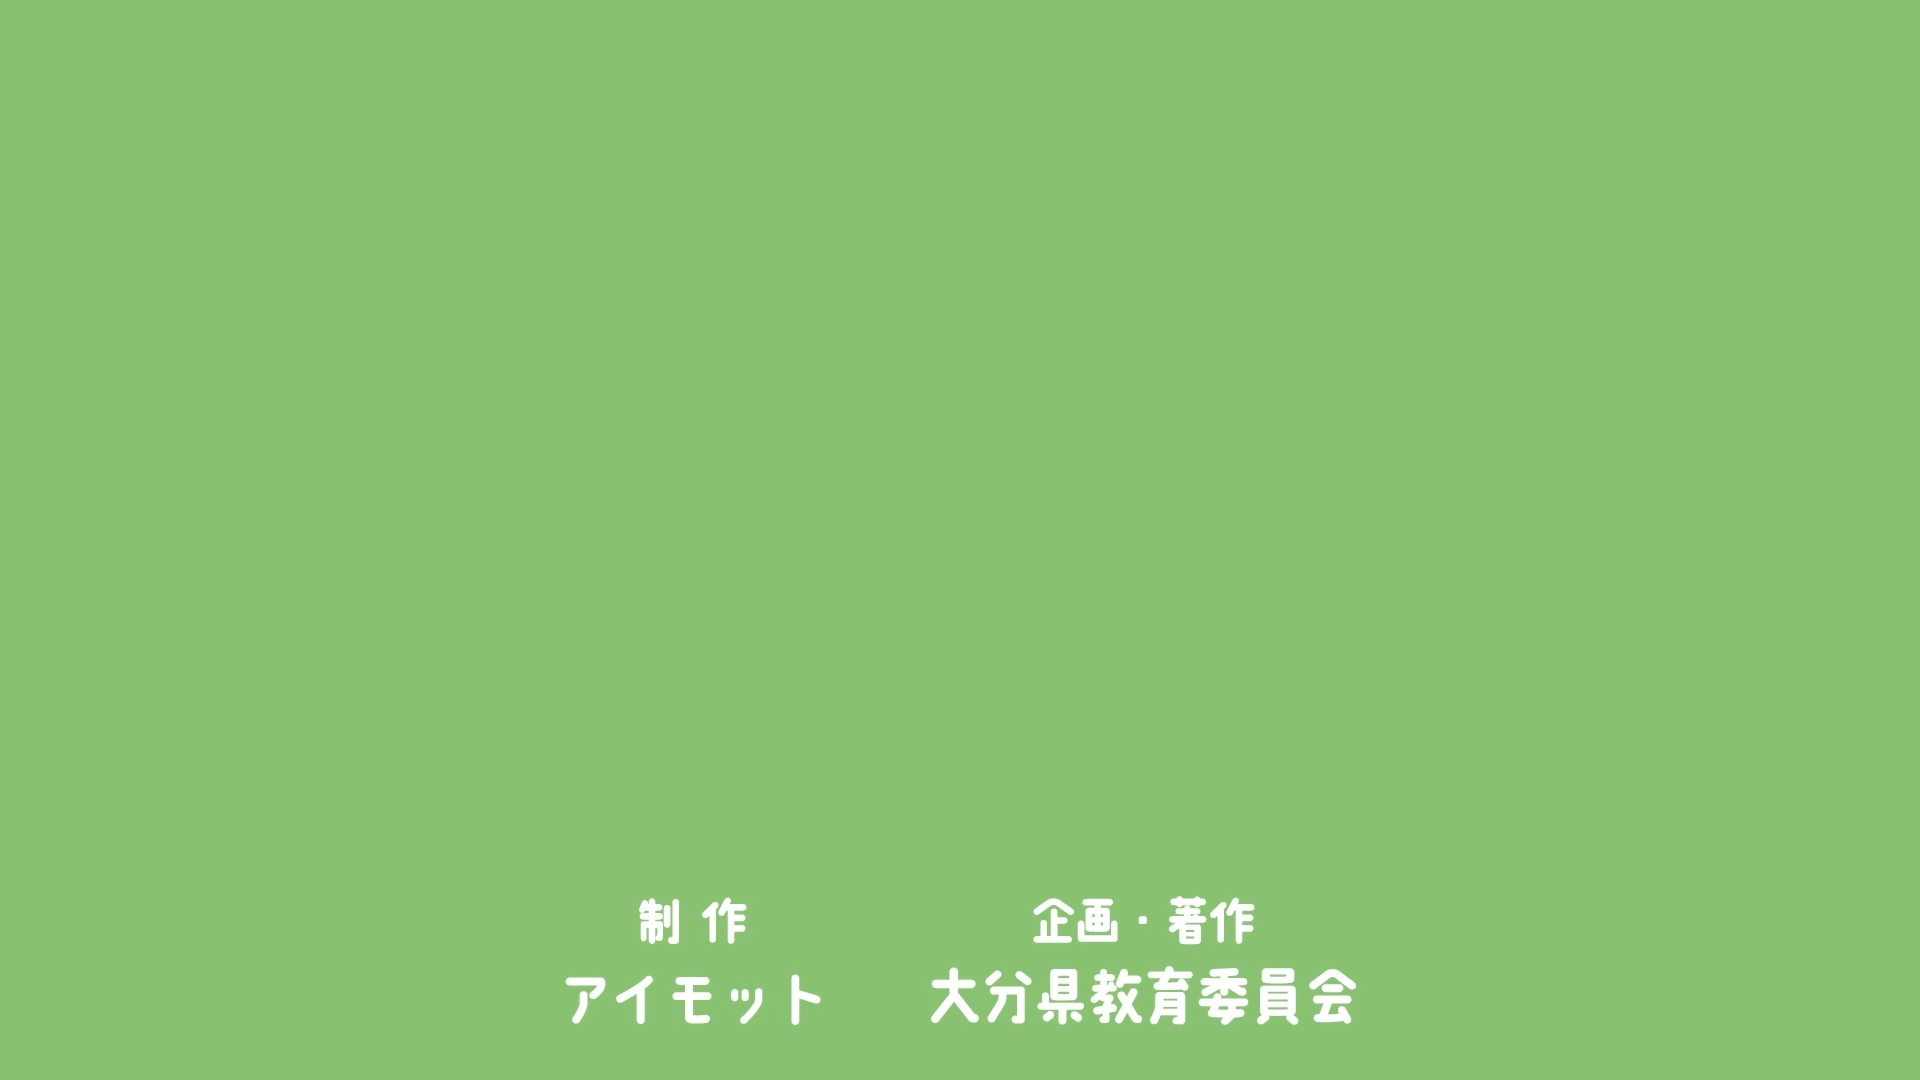 制 作
アイモット
企画・著作
大分県教育委員会